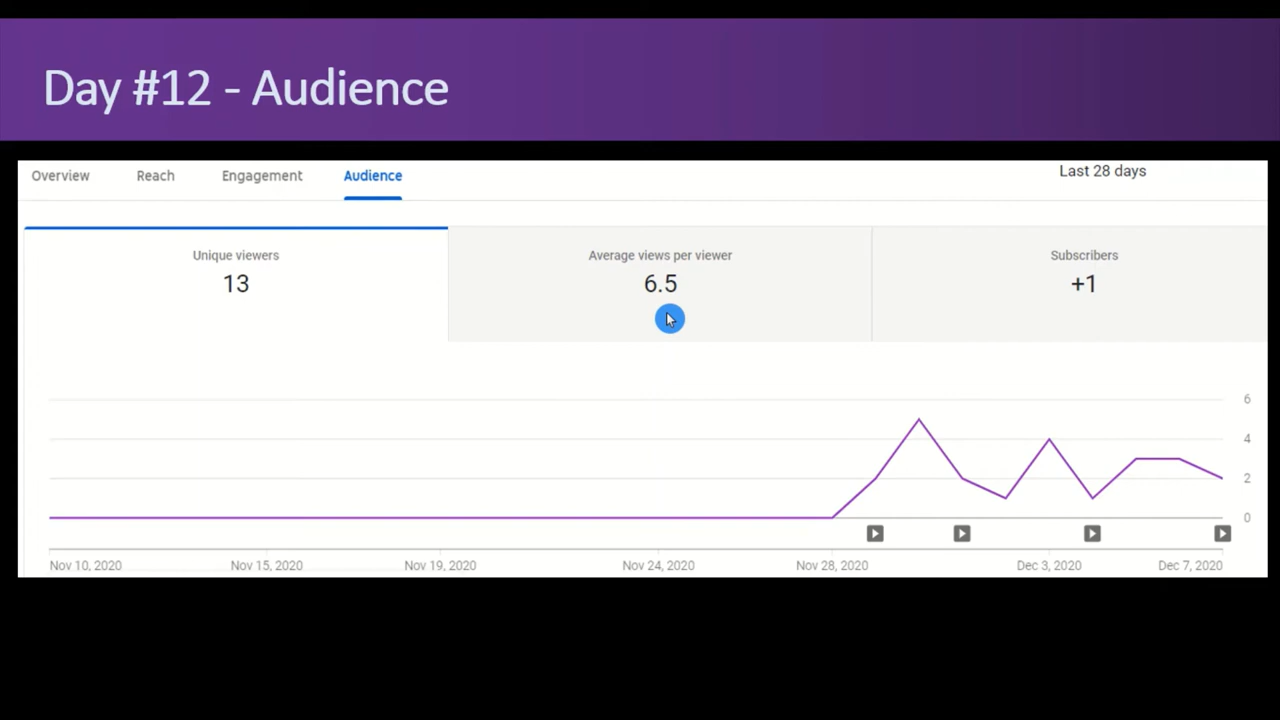 Day #12 - Audience
Overview Reach Engagement Audience Last 28 days
Unique viewers Average views per viewer Subscribers
13 6.5 +1
6
4
2
0
Nov 10, 2020 Nov 15, 2020 Nov 19, 2020 Nov 24, 2020 Nov 28, 2020 Dec 3, 2020 Dec 7, 2020